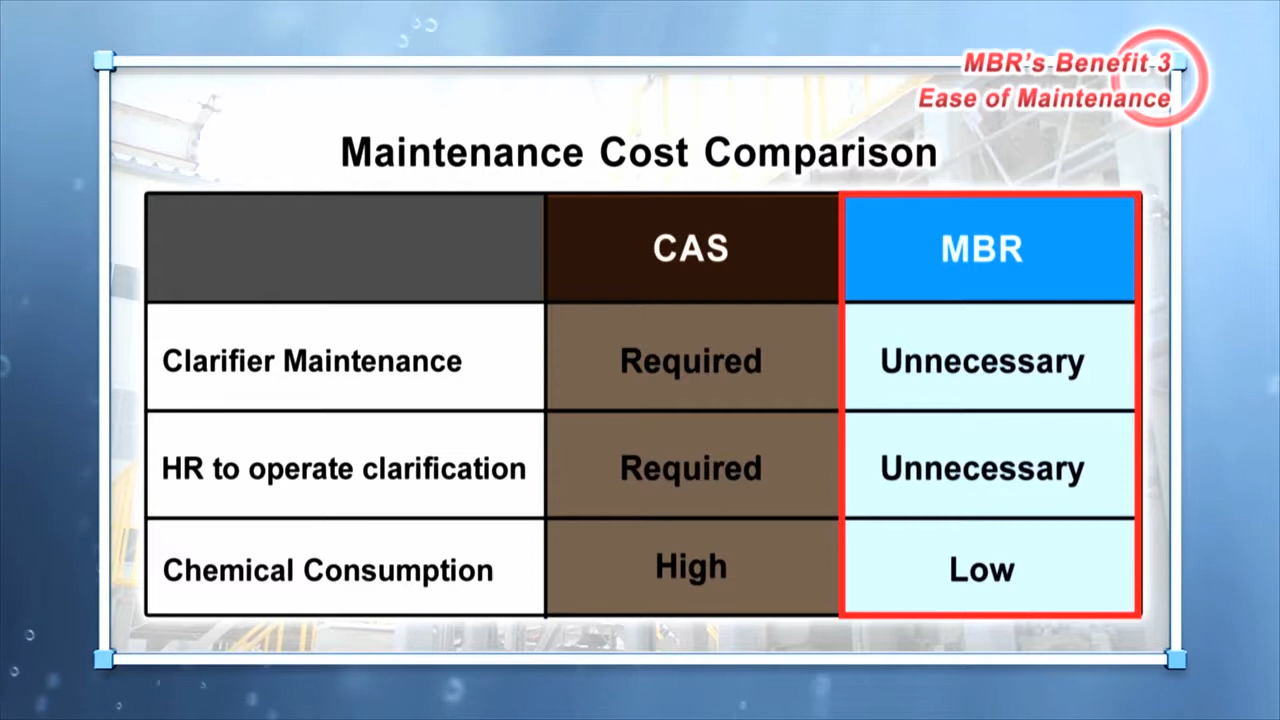 MBR's Benefit 3
Ease of Maintenance
Maintenance Cost Comparison
CAS MBR
Clarifier Maintenance Required Unnecessary
HR to operate clarification Required Unnecessary
Chemical Consumption High Low